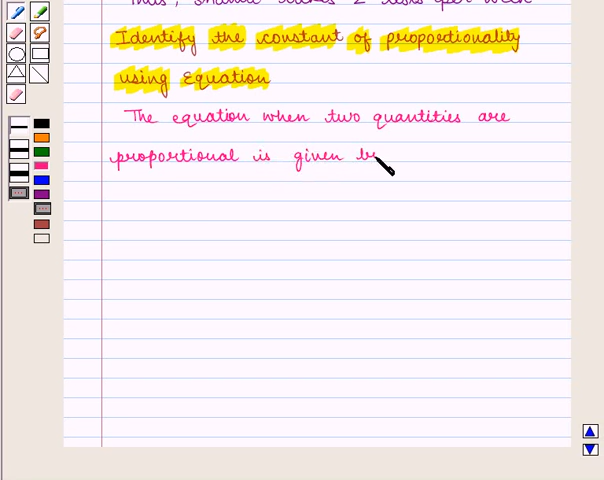 Identify the constant of proportionality
using Equation
The equation when two quantities are
proportional is given b